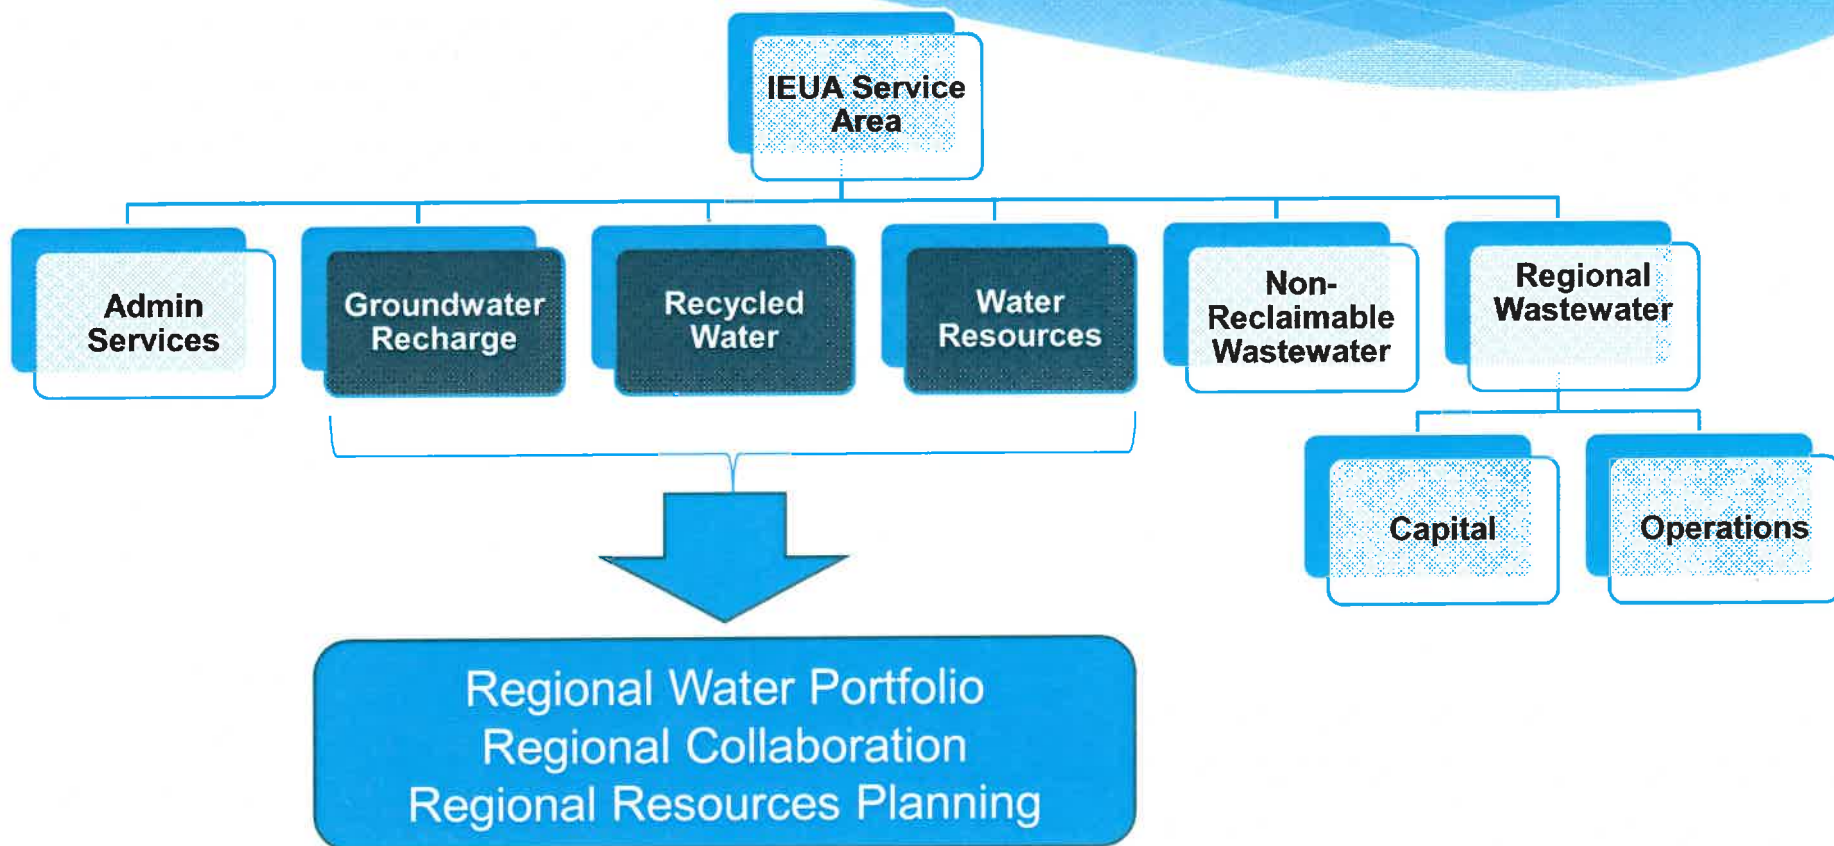 IEUA Service
Area
Admin
Services
Groundwater
Recharge
Recycled
Water
Water
Resources
Non-
Reclaimable
Wastewater
Regional
Wastewater
Capital
Operations
Regional Water Portfolio
Regional Collaboration
Regional Resources Planning